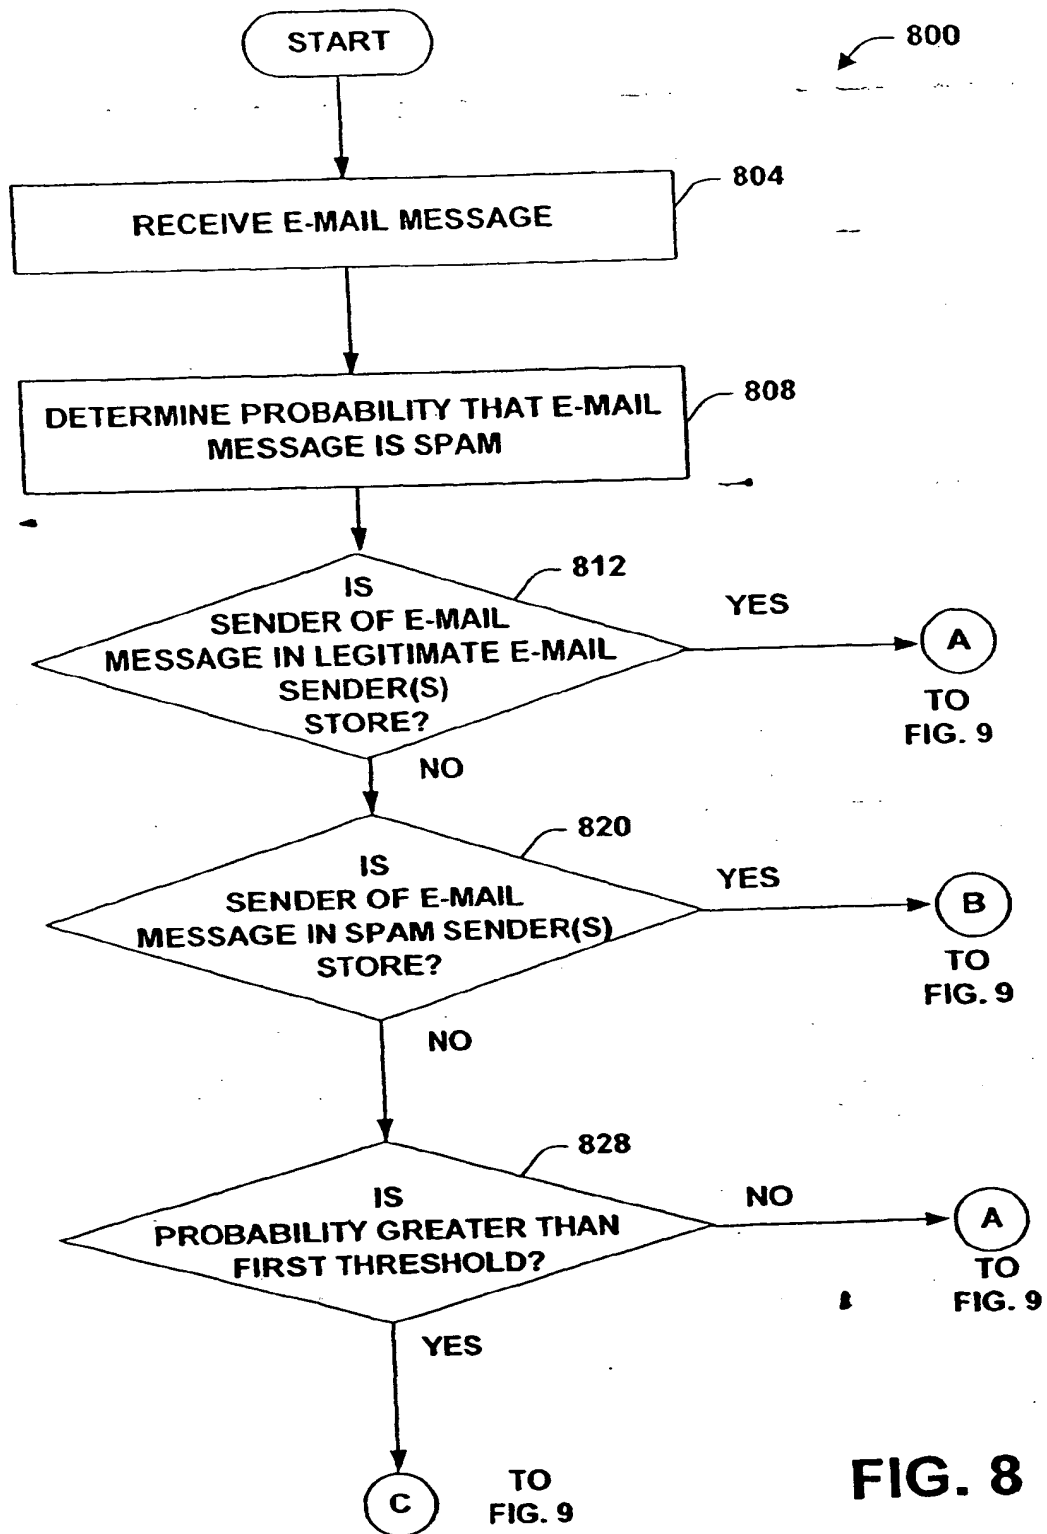 START
800
804
RECEIVE E-MAIL MESSAGE
808
DETERMINE PROBABILITY THAT E-MAIL
MESSAGE IS SPAM
812
IS
SENDER OF E-MAIL
MESSAGE IN LEGITIMATE E-MAIL
SENDER(S)
STORE?
YES
A
TO
FIG. 9
NO
820
IS
SENDER OF E-MAIL
MESSAGE IN SPAM SENDER(S)
STORE?
YES
B
TO
FIG. 9
NO
828
IS
PROBABILITY GREATER THAN
FIRST THRESHOLD?
NO
A
TO
FIG. 9
YES
C
TO
FIG. 9
FIG. 8